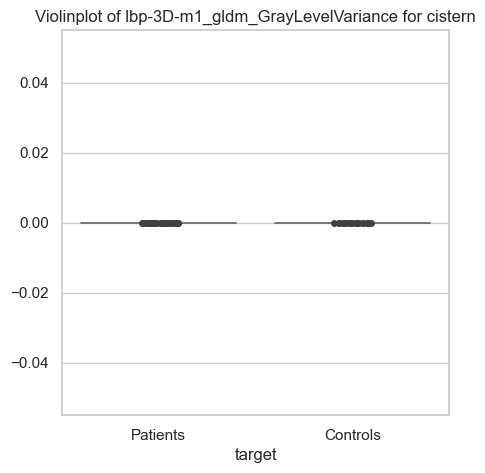 Violinplot of lbp-3D-m1_gldm_GrayLevelVariance for cistern
0.04
0.02
0.00
−0.02
−0.04
Patients
Controls
target